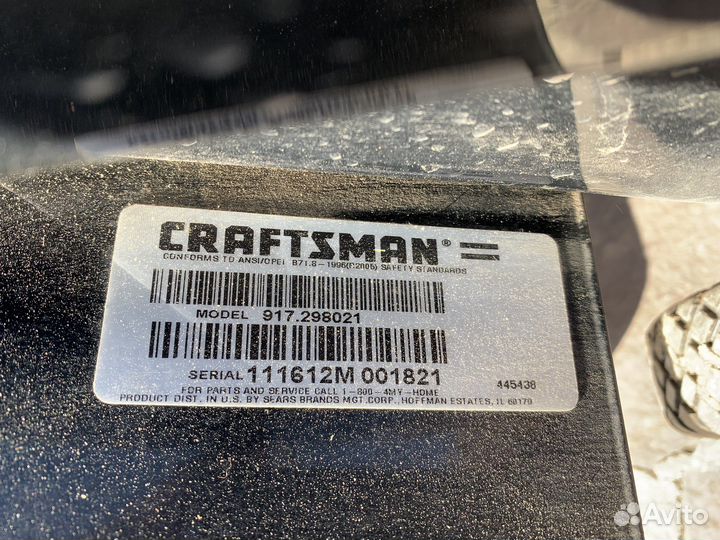 CRAFTSMAN®
CONFORMS TO ANSI/OPEI B71.8-1996(R2005) SAFETY STANDARDS
MODEL 917.298021
SERIAL 111612M 001821
FOR PARTS AND SERVICE CALL 1-800-4MY-HOME 445438
PRODUCT DIST. IN U.S. BY SEARS BRANDS MGT.CORP., HOFFMAN ESTATES, IL 60179
Avito